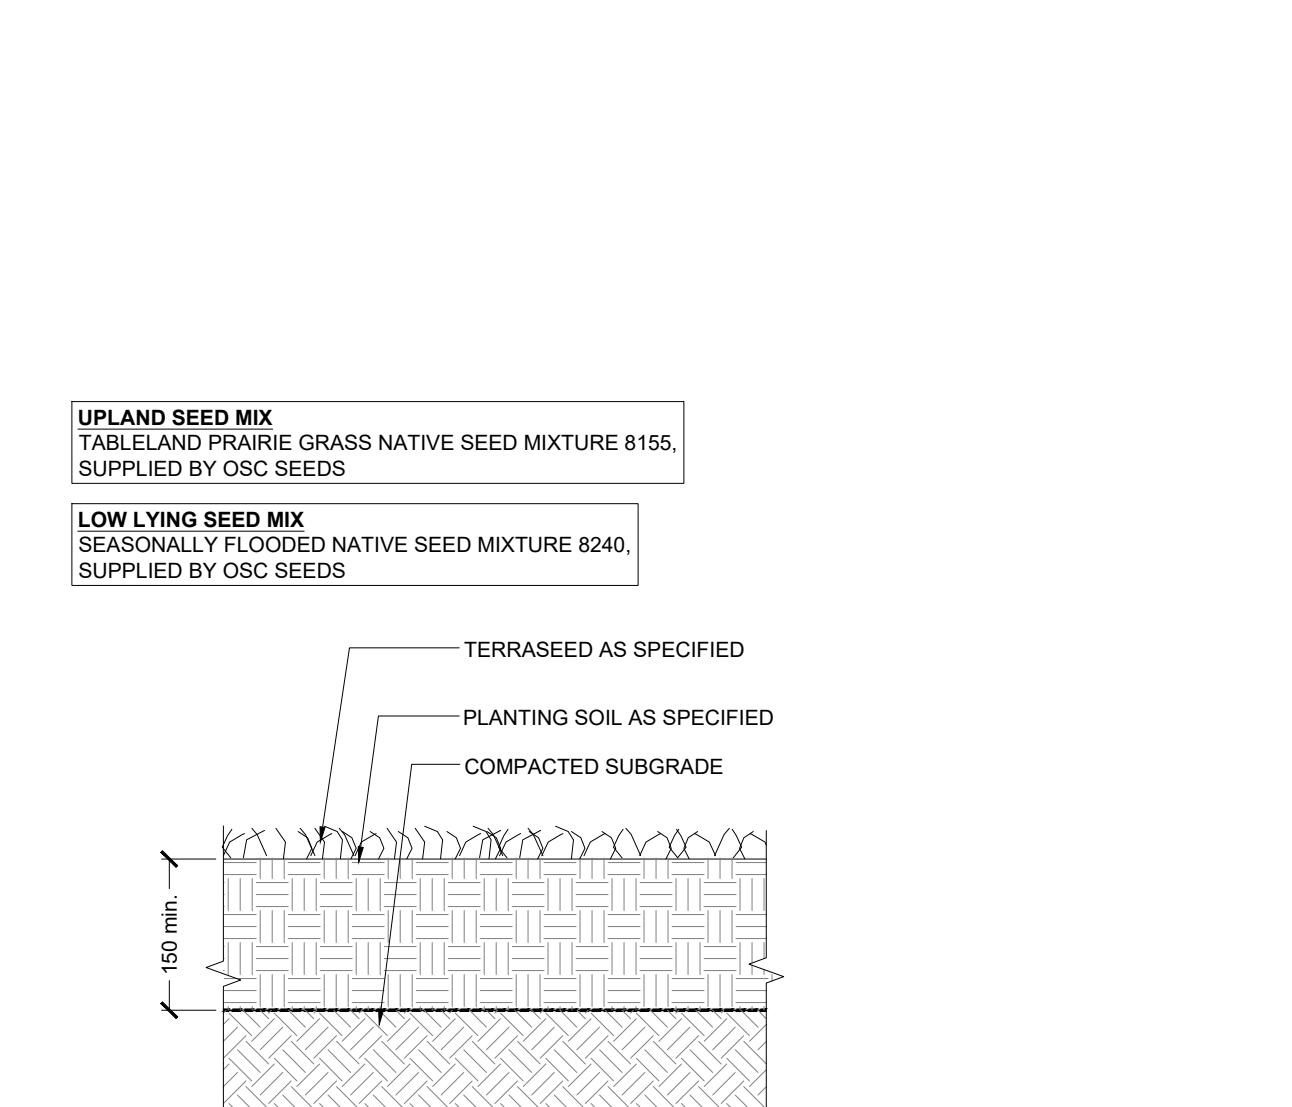 UPLAND SEED MIX
TABLELAND PRAIRIE GRASS NATIVE SEED MIXTURE 8155,
SUPPLIED BY OSC SEEDS
LOW LYING SEED MIX
SEASONALLY FLOODED NATIVE SEED MIXTURE 8240,
SUPPLIED BY OSC SEEDS
TERRASEED AS SPECIFIED
PLANTING SOIL AS SPECIFIED
COMPACTED SUBGRADE
150 min.